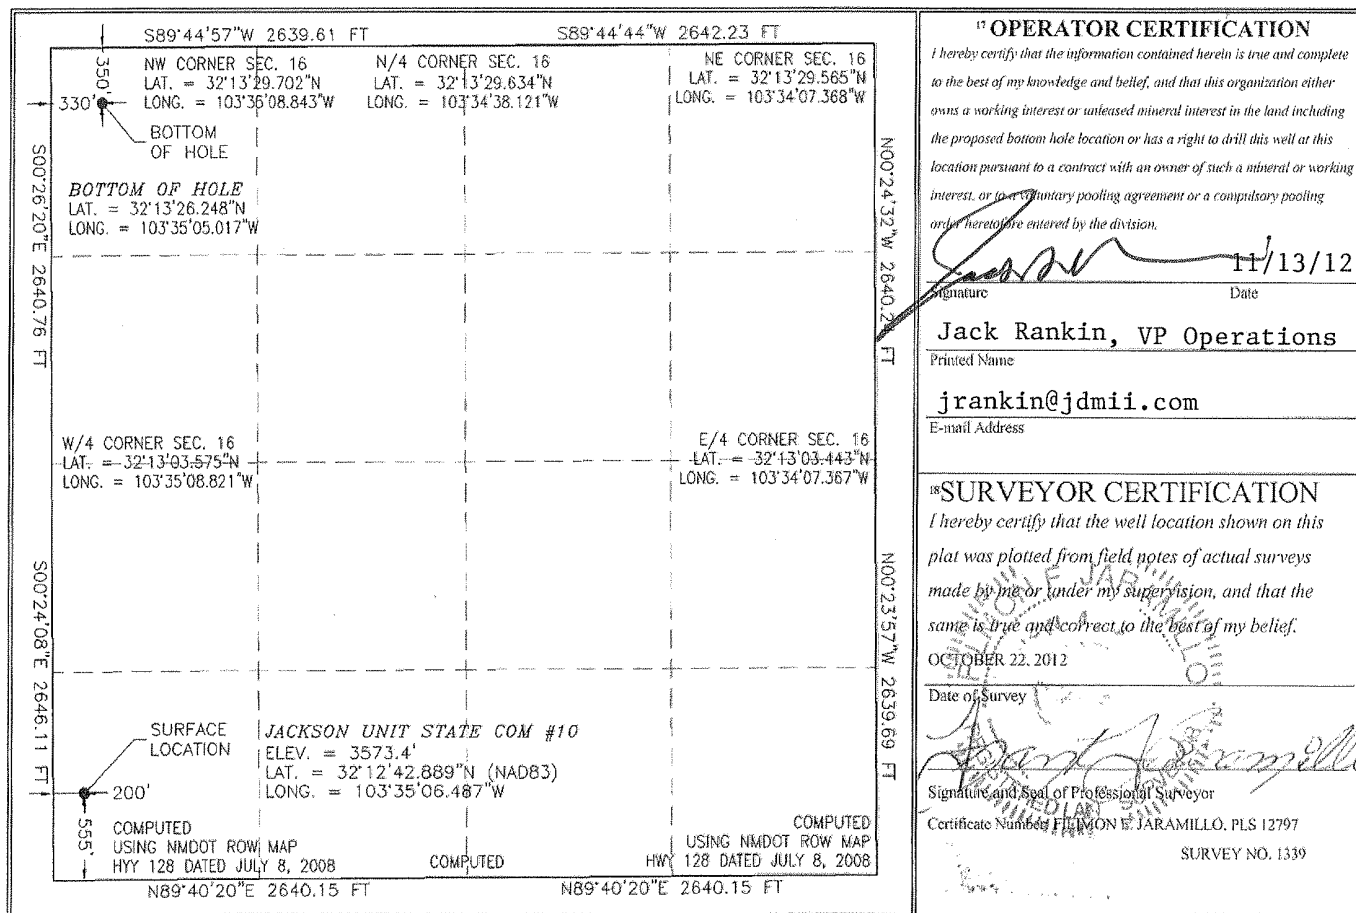 S89°44'57"W 2639.61 FT
S89°44'44"W 2642.23 FT
350'
NW CORNER SEC. 16
LAT. = 32°13'29.702"N
LONG. = 103°35'08.843"W
N/4 CORNER SEC. 16
LAT. = 32°13'29.634"N
LONG. = 103°34'38.121"W
NE CORNER SEC. 16
LAT. = 32°13'29.565"N
LONG. = 103°34'07.368"W
330'
BOTTOM
OF HOLE
BOTTOM OF HOLE
LAT. = 32°13'26.248"N
LONG. = 103°35'05.017"W
S00°26'20"E 2640.76 FT
N00°24'32"W 2640.2 FT
W/4 CORNER SEC. 16
LAT. = 32°13'03.575"N
LONG. = 103°35'08.821"W
E/4 CORNER SEC. 16
LAT. = 32°13'03.443"N
LONG. = 103°34'07.367"W
S00°24'08"E 2646.11 FT
N00°23'57"W 2639.69 FT
SURFACE
LOCATION
JACKSON UNIT STATE COM #10
ELEV. = 3573.4'
LAT. = 32°12'42.889"N (NAD83)
LONG. = 103°35'06.487"W
200'
555'
COMPUTED
USING NMDOT ROW MAP
HYY 128 DATED JULY 8, 2008
COMPUTED
COMPUTED
USING NMDOT ROW MAP
HWY 128 DATED JULY 8, 2008
N89°40'20"E 2640.15 FT
N89°40'20"E 2640.15 FT
17 OPERATOR CERTIFICATION
I hereby certify that the information contained herein is true and complete
to the best of my knowledge and belief, and that this organization either
owns a working interest or unleased mineral interest in the land including
the proposed bottom hole location or has a right to drill this well at this
location pursuant to a contract with an owner of such a mineral or working
interest, or to a voluntary pooling agreement or a compulsory pooling
order heretofore entered by the division.
11/13/12
Signature Date
Jack Rankin, VP Operations
Printed Name
jrankin@jdmii.com
E-mail Address
18 SURVEYOR CERTIFICATION
I hereby certify that the well location shown on this
plat was plotted from field notes of actual surveys
made by me or under my supervision, and that the
same is true and correct to the best of my belief.
OCTOBER 22, 2012
Date of Survey
FILIMON F. JARAMILLO
Signature and Seal of Professional Surveyor
Certificate Number FILIMON F. JARAMILLO, PLS 12797
SURVEY NO. 1339